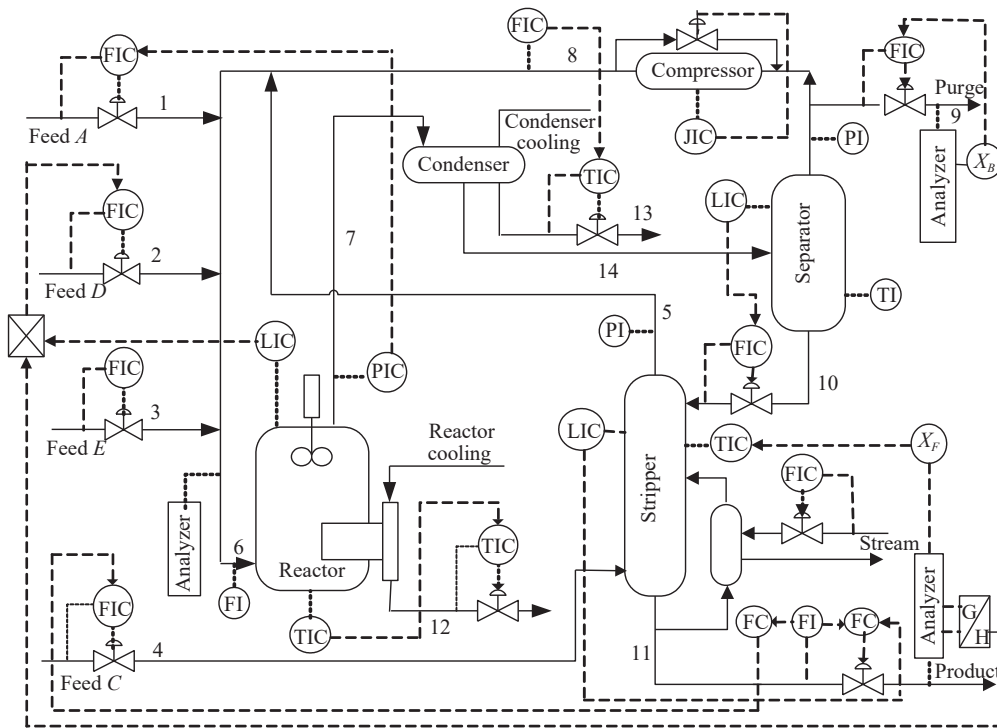 FIC
8
FIC
1
Feed A
Compressor
FIC
Purge
9
Condenser
cooling
JIC
PI
X_B
Condenser
TIC
Analyzer
FIC
LIC
7
13
Separator
2
14
Feed D
TI
5
LIC
PI
FIC
FIC
PIC
10
3
Feed E
LIC
TIC
X_F
Reactor
cooling
FIC
Stripper
Analyzer
TIC
Stream
6
Reactor
FIC
FI
Analyzer
G
H
TIC
12
FC
FI
FC
4
11
Feed C
Product